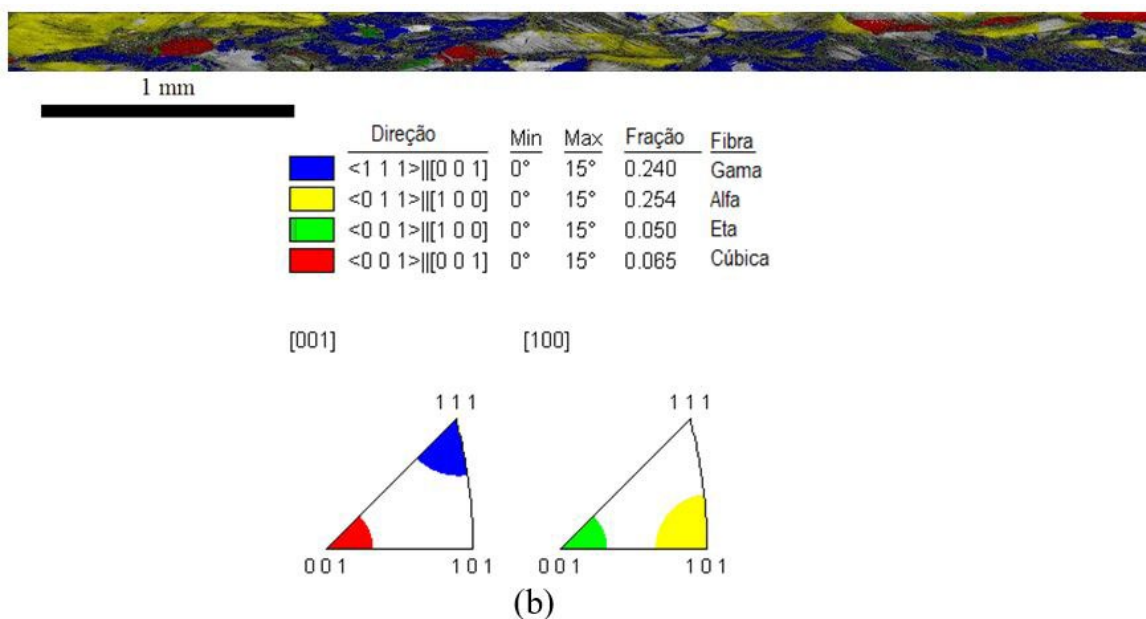 1 mm
Direção Min Max Fração Fibra
<1 1 1>||[0 0 1] 0° 15° 0.240 Gama
<0 1 1>||[1 0 0] 0° 15° 0.254 Alfa
<0 0 1>||[1 0 0] 0° 15° 0.050 Eta
<0 0 1>||[0 0 1] 0° 15° 0.065 Cúbica
[001] [100]
1 1 1 1 1 1
0 0 1 1 0 1 0 0 1 1 0 1
(b)